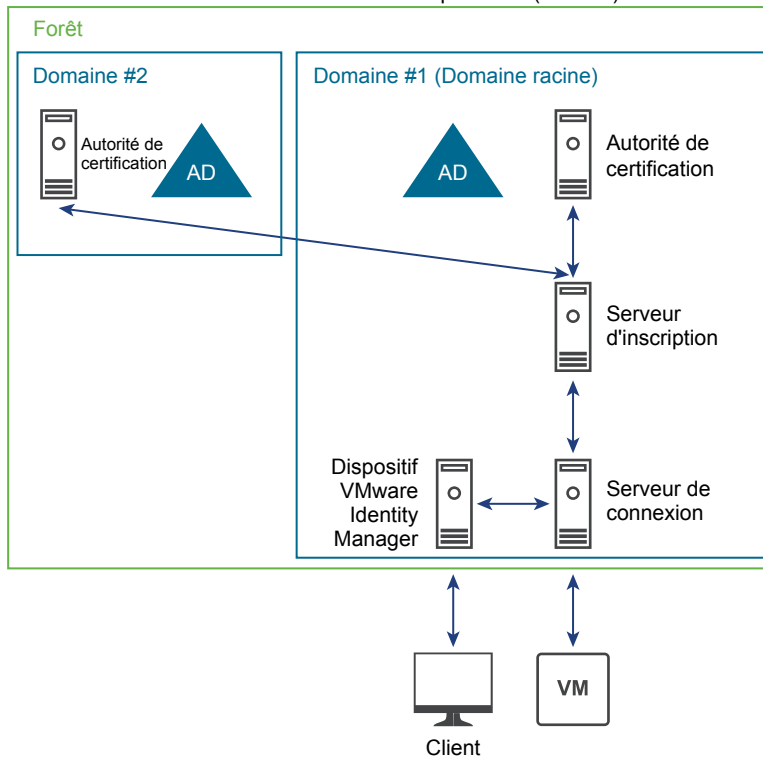 Forêt
Domaine #2
Domaine #1 (Domaine racine)
Autorité de
certification
AD
AD
Autorité de
certification
Serveur
d'inscription
Dispositif
VMware
Identity
Manager
Serveur de
connexion
VM
Client